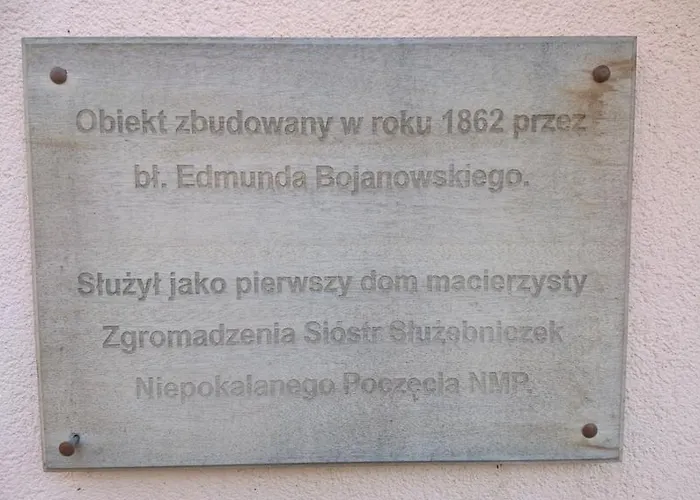 Obiekt zbudowany w roku 1862 przez
bł. Edmunda Bojanowskiego.
Służył jako pierwszy dom macierzysty
Zgromadzenia Sióstr Służebniczek
Niepokalanego Poczęcia NMP.